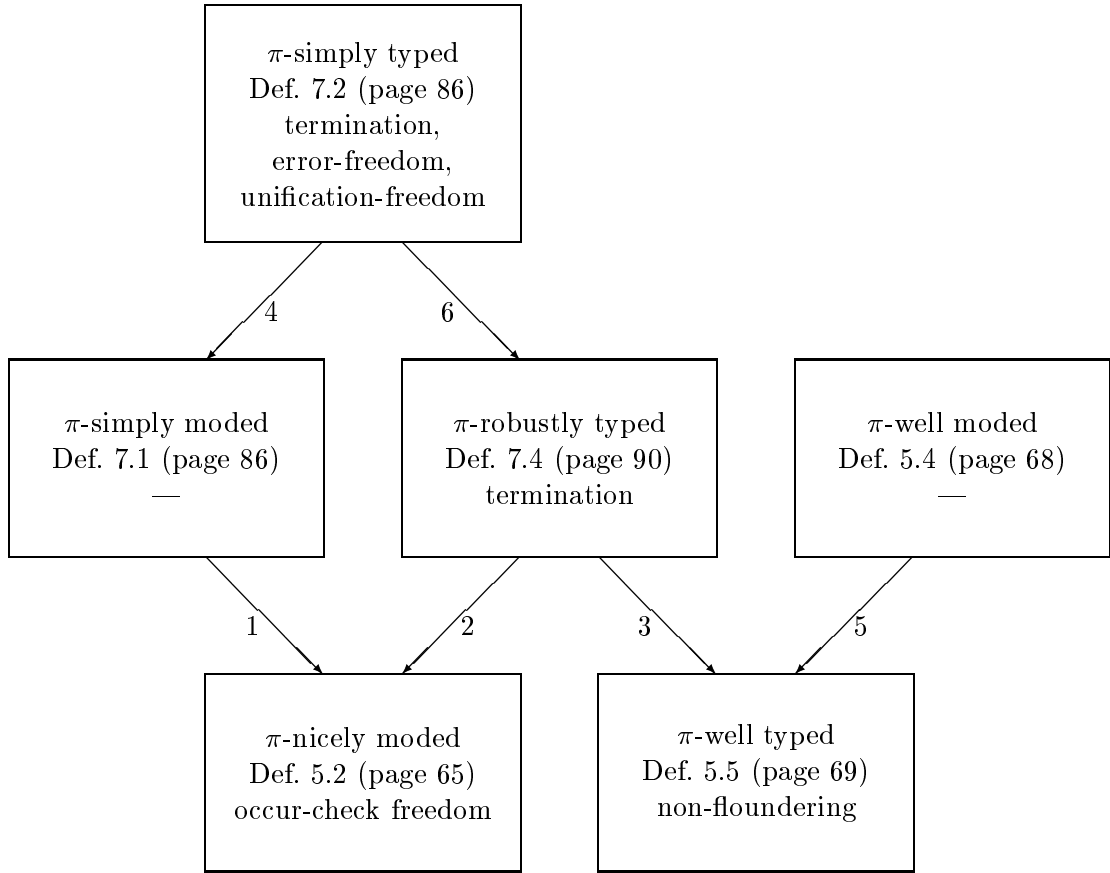 π-simply typed
Def. 7.2 (page 86)
termination,
error-freedom,
unification-freedom
4
6
π-simply moded
Def. 7.1 (page 86)
—
π-robustly typed
Def. 7.4 (page 90)
termination
π-well moded
Def. 5.4 (page 68)
—
1
2
3
5
π-nicely moded
Def. 5.2 (page 65)
occur-check freedom
π-well typed
Def. 5.5 (page 69)
non-floundering